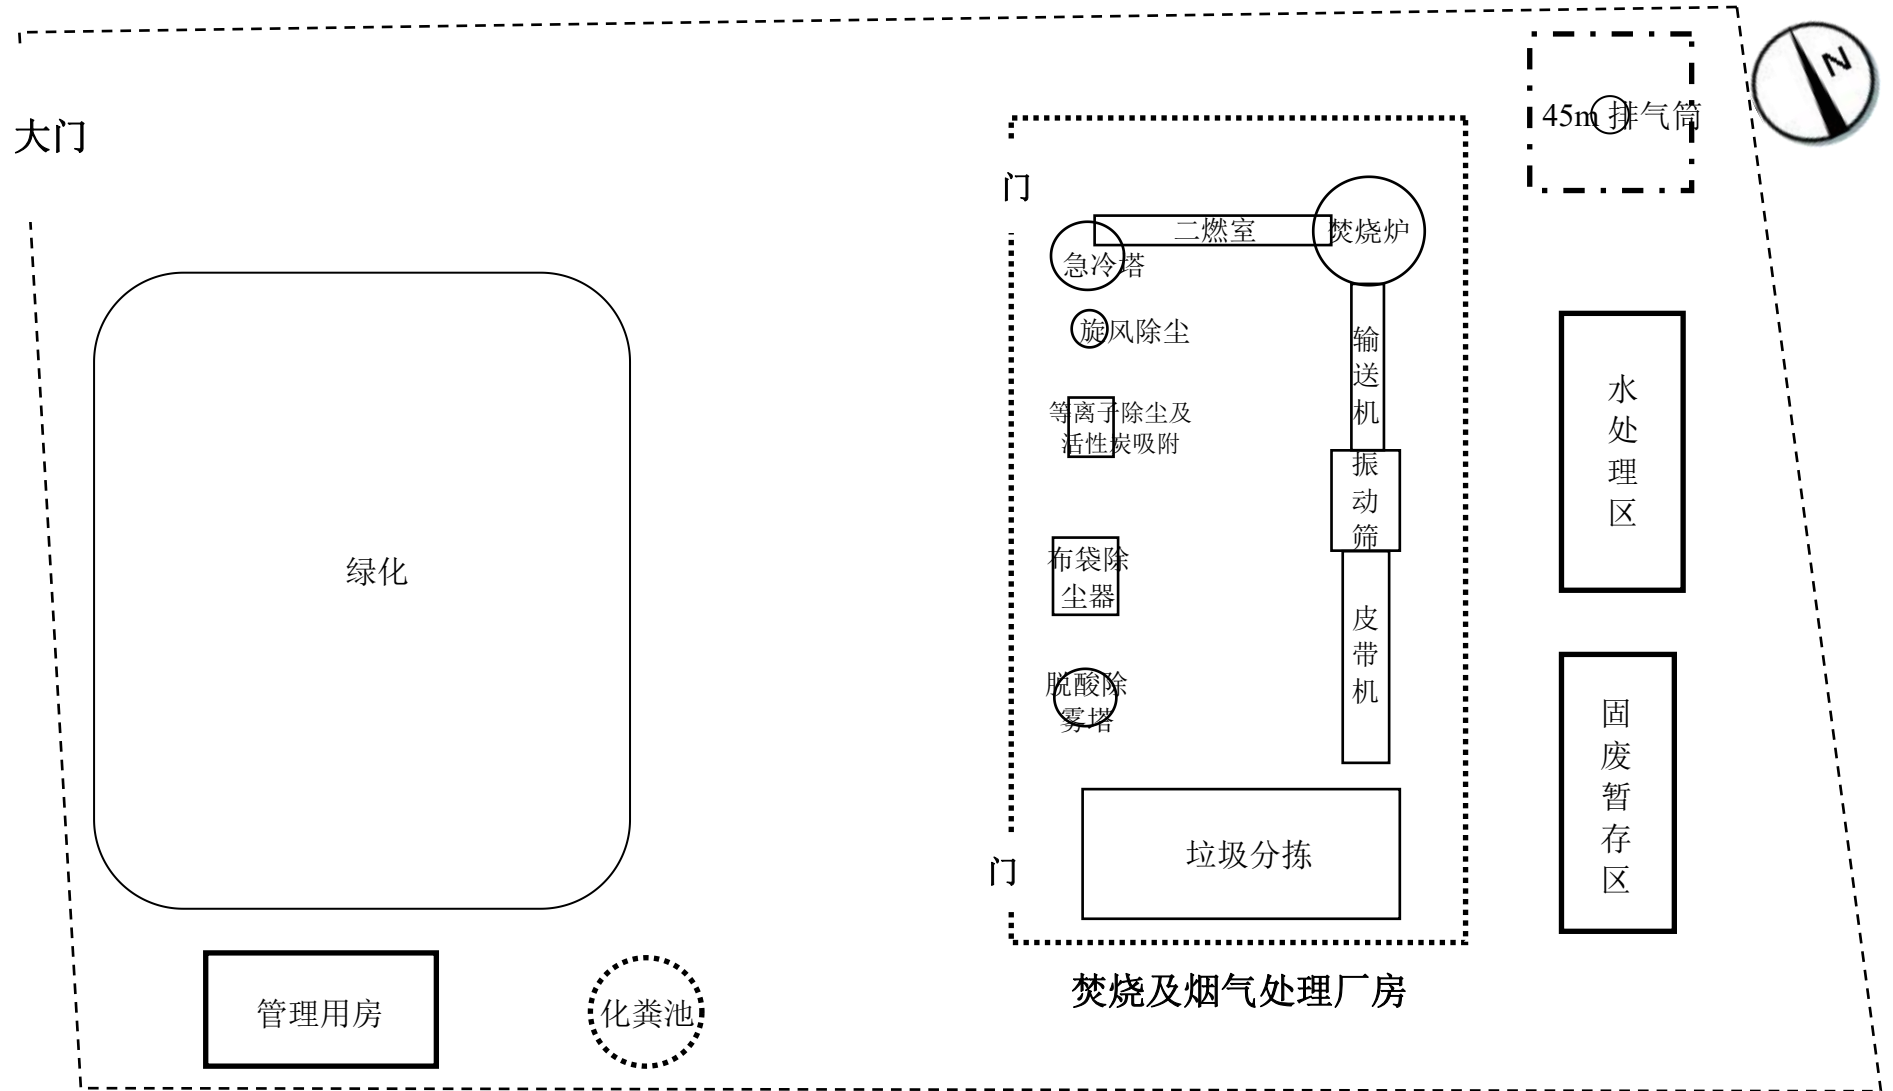 N
45m 排气筒
大门
门
二燃室
焚烧炉
急冷塔
旋风除尘
等离子除尘及
活性炭吸附
布袋除
尘器
脱酸除
雾塔
输送机
振动筛
皮带机
垃圾分拣
门
水处理区
固废暂存区
绿化
管理用房
化粪池
焚烧及烟气处理厂房